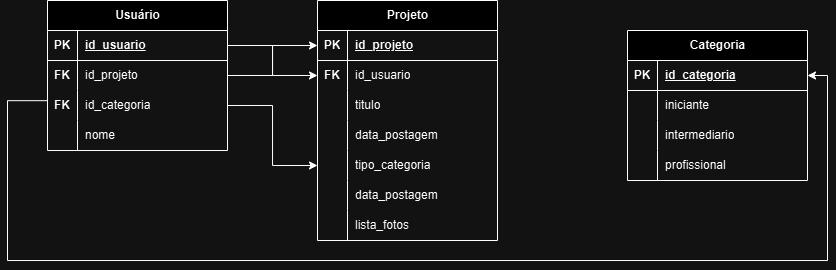 Usuário
PK id_usuario
FK id_projeto
FK id_categoria
nome
Projeto
PK id_projeto
FK id_usuario
titulo
data_postagem
tipo_categoria
data_postagem
lista_fotos
Categoria
PK id_categoria
iniciante
intermediario
profissional